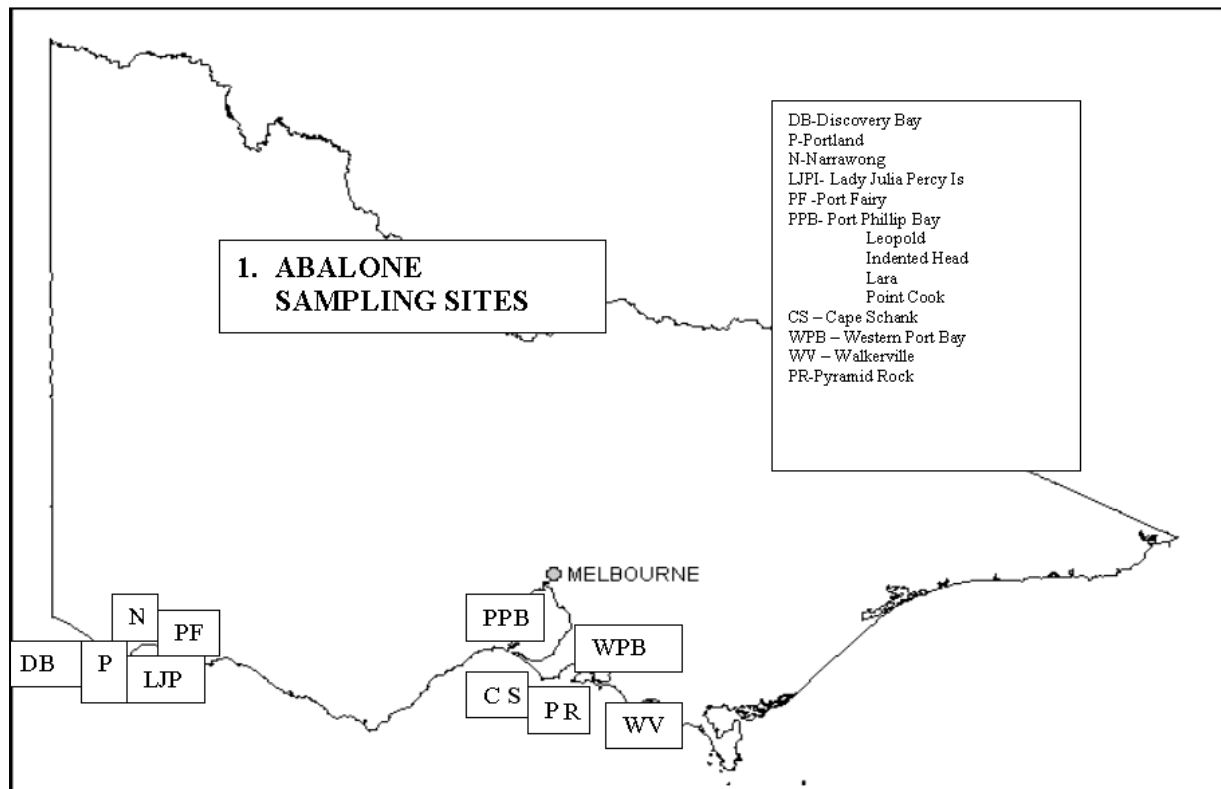 DB-Discovery Bay
P-Portland
N-Narrawong
LJPI- Lady Julia Percy Is
PF -Port Fairy
PPB- Port Phillip Bay
Leopold
Indented Head
Lara
Point Cook
CS – Cape Schank
WPB – Western Port Bay
WV – Walkerville
PR-Pyramid Rock
1. ABALONE
SAMPLING SITES
MELBOURNE
N
PF
DB
P
LJP
PPB
WPB
C S
P R
WV